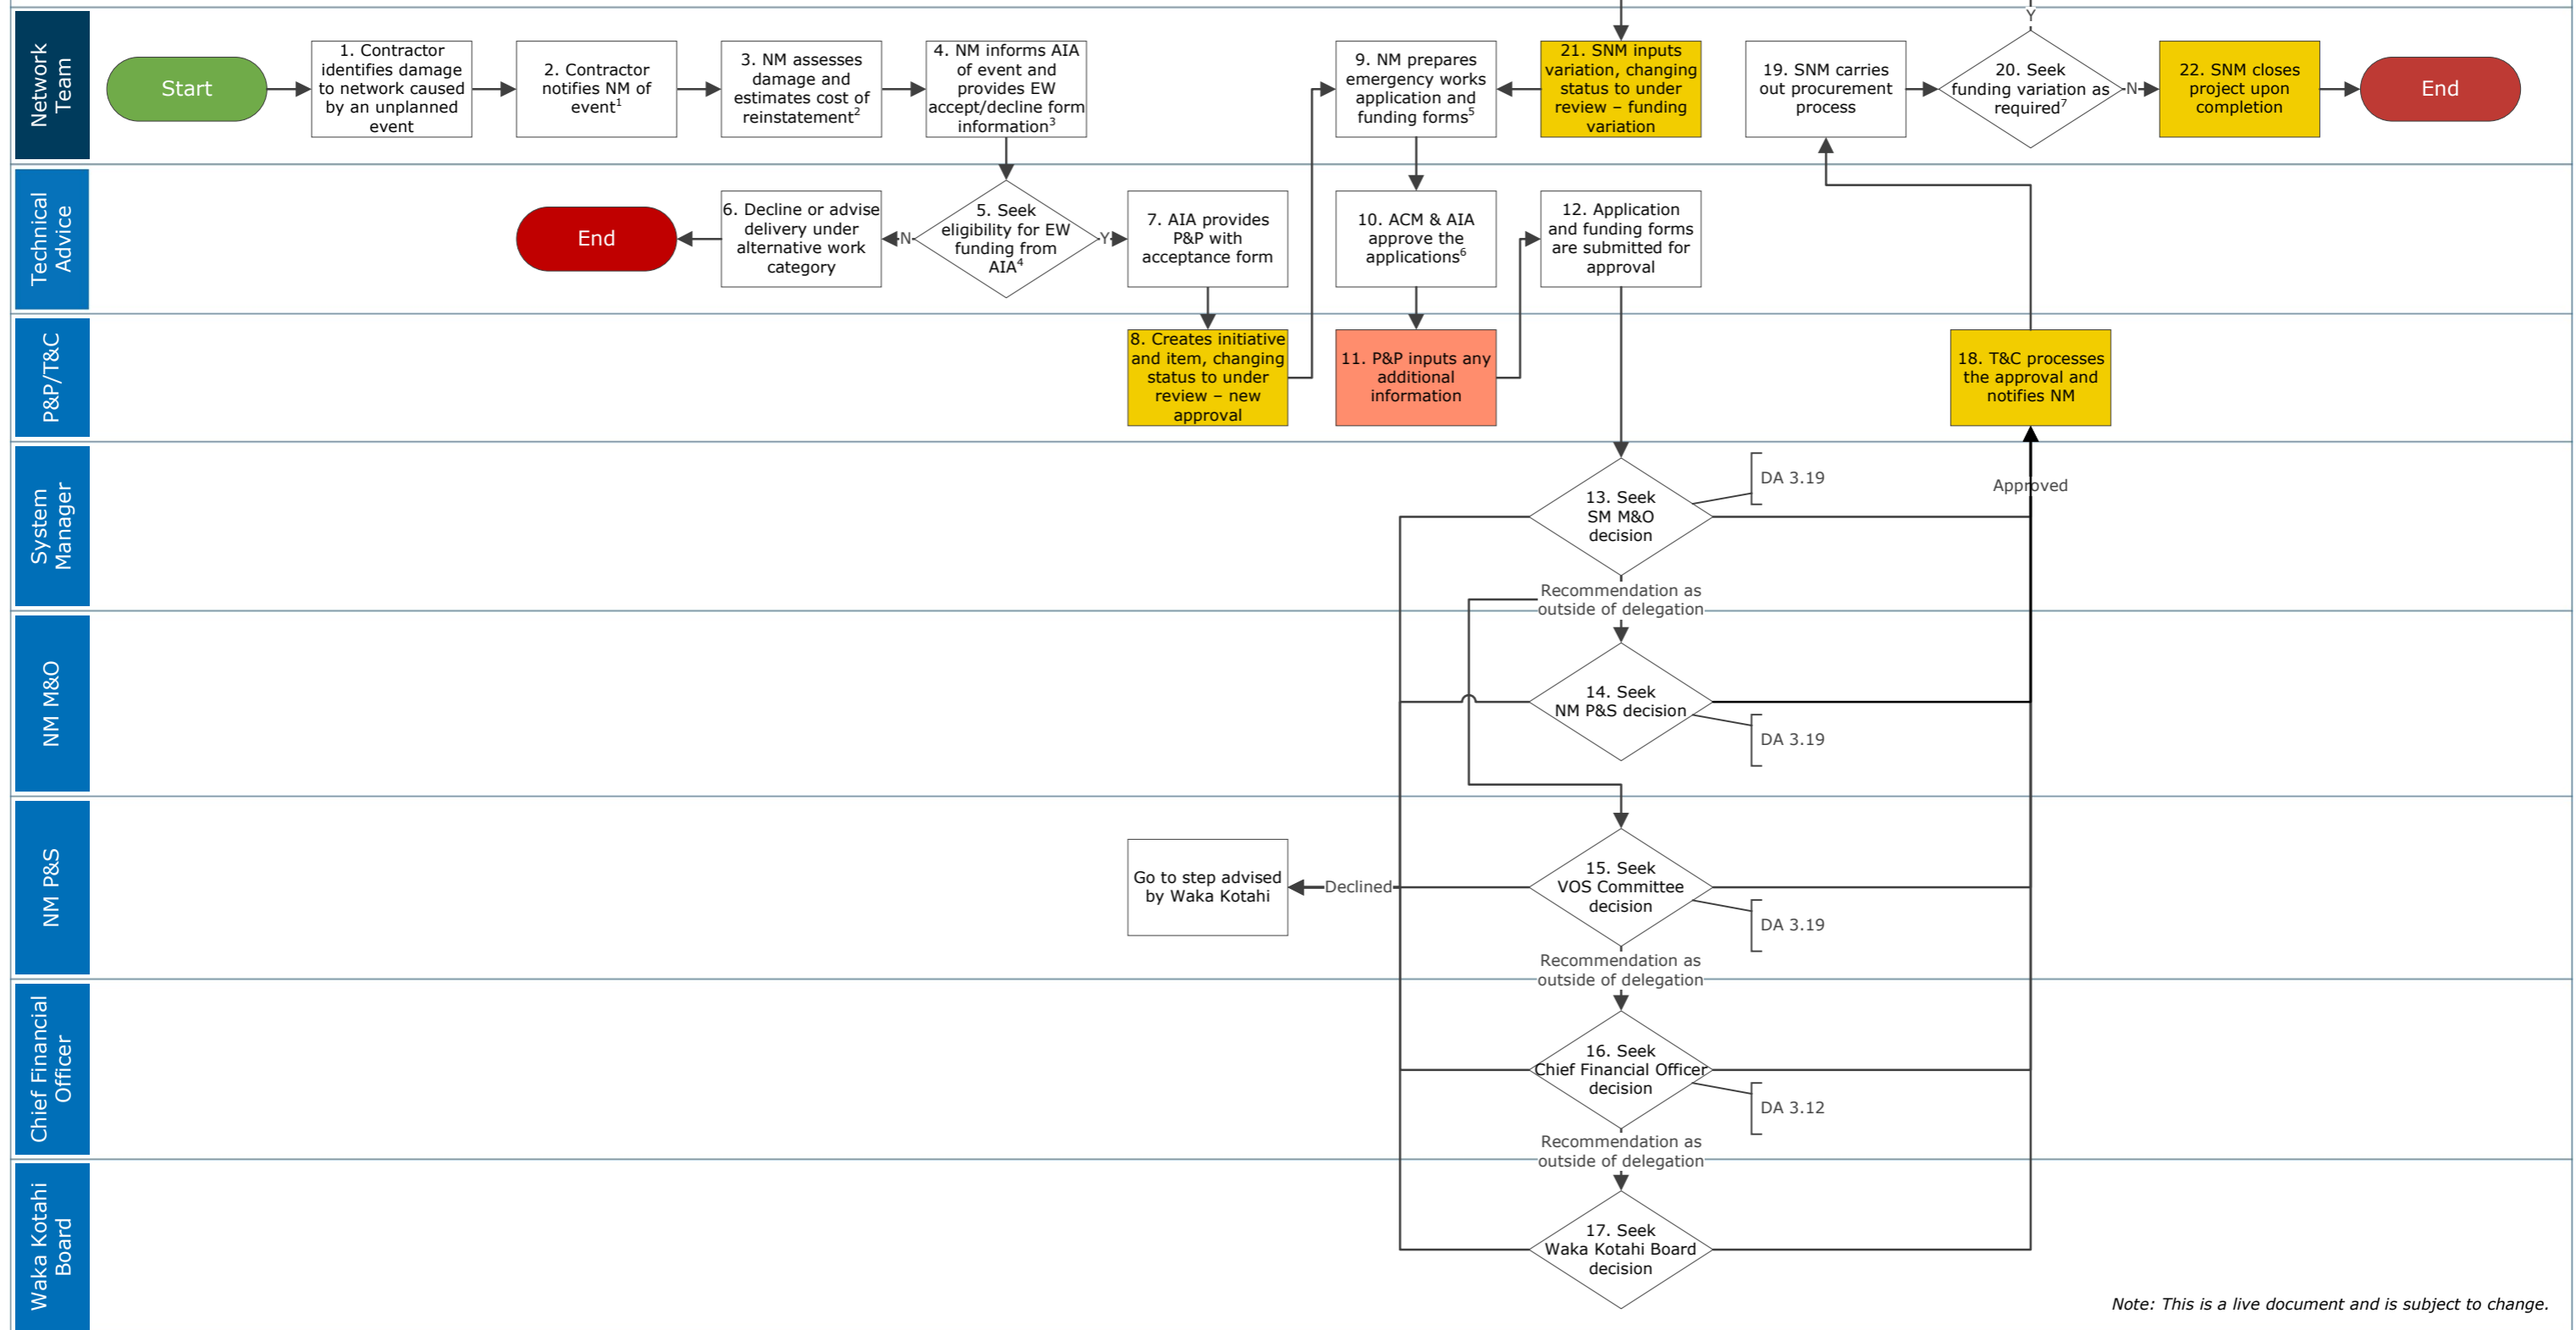 Network
Team
Start
1. Contractor
identifies damage
to network caused
by an unplanned
event
2. Contractor
notifies NM of
event1
3. NM assesses
damage and
estimates cost of
reinstatement2
4. NM informs AIA
of event and
provides EW
accept/decline form
information3
9. NM prepares
emergency works
application and
funding forms5
21. SNM inputs
variation, changing
status to under
review – funding
variation
19. SNM carries
out procurement
process
Y
20. Seek
funding variation as
required7
N
22. SNM closes
project upon
completion
End
Technical
Advice
End
6. Decline or advise
delivery under
alternative work
category
N
5. Seek
eligibility for EW
funding from
AIA4
Y
7. AIA provides
P&P with
acceptance form
10. ACM & AIA
approve the
applications6
12. Application
and funding forms
are submitted for
approval
P&P/T&C
8. Creates initiative
and item, changing
status to under
review – new
approval
11. P&P inputs any
additional
information
18. T&C processes
the approval and
notifies NM
System
Manager
13. Seek
SM M&O
decision
DA 3.19
Approved
Recommendation as
outside of delegation
NM M&O
14. Seek
NM P&S decision
DA 3.19
NM P&S
Go to step advised
by Waka Kotahi
Declined
15. Seek
VOS Committee
decision
DA 3.19
Recommendation as
outside of delegation
Chief Financial
Officer
16. Seek
Chief Financial Officer
decision
DA 3.12
Recommendation as
outside of delegation
Waka Kotahi
Board
17. Seek
Waka Kotahi Board
decision
Note: This is a live document and is subject to change.